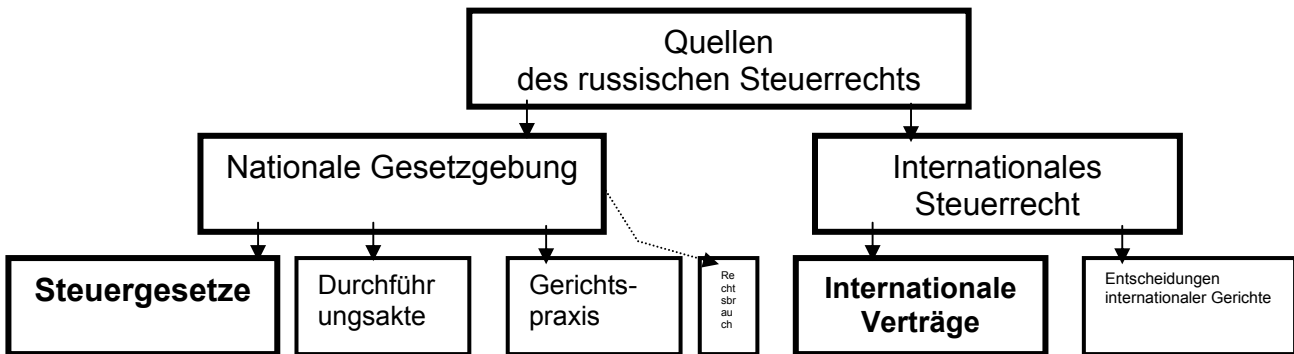 Quellen
des russischen Steuerrechts
Nationale Gesetzgebung
Internationales
Steuerrecht
Steuergesetze
Durchführ
ungsakte
Gerichts-
praxis
Re
cht
sbr
au
ch
Internationale
Verträge
Entscheidungen
internationaler Gerichte